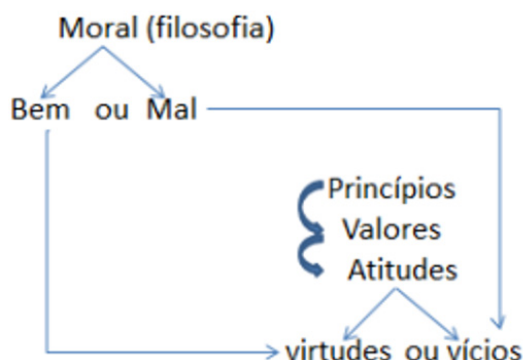 Moral (filosofia)
Bem ou Mal
Princípios
Valores
Atitudes
virtudes ou vícios